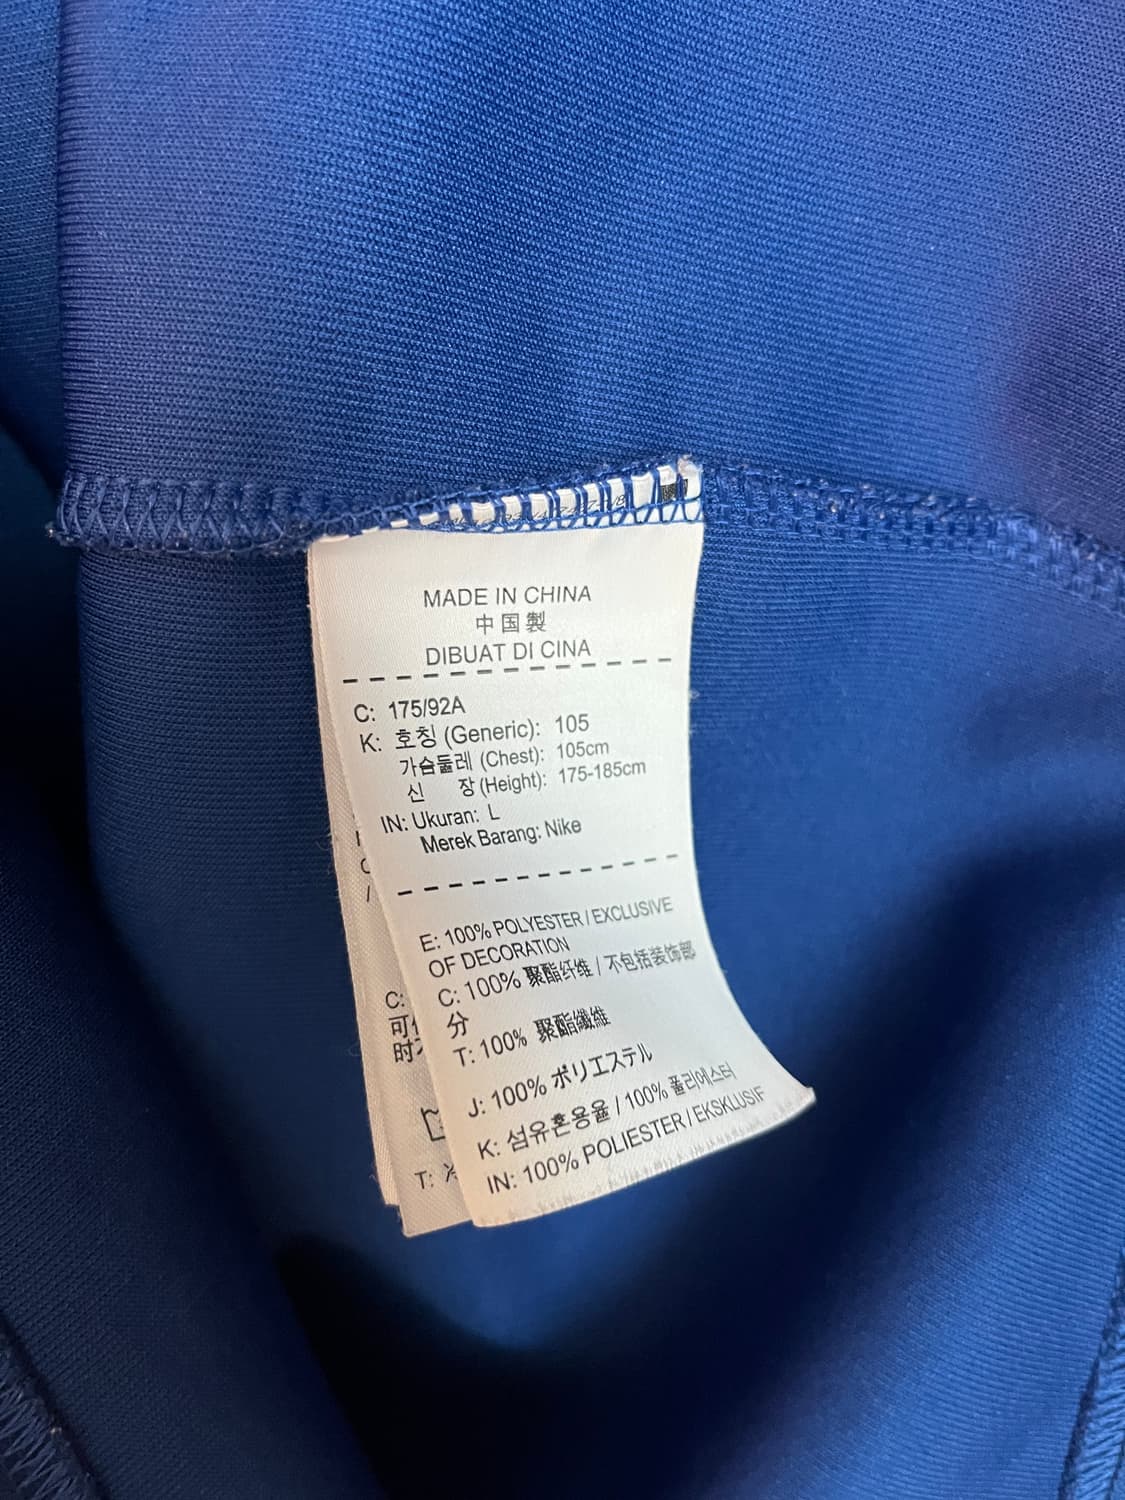 MADE IN CHINA
中国製
DIBUAT DI CINA
C: 175/92A
K: 호칭 (Generic): 105
가슴둘레 (Chest): 105cm
신 장 (Height): 175-185cm
IN: Ukuran: L
Merek Barang: Nike
E: 100% POLYESTER / EXCLUSIVE
OF DECORATION
C: 100% 聚酯纤维 / 不包括装饰部
分
T: 100% 聚酯纖維
J: 100% ポリエステル
K: 섬유혼용율 / 100% 폴리에스터
IN: 100% POLIESTER / EKSKLUSIF
C:
可
时
T: